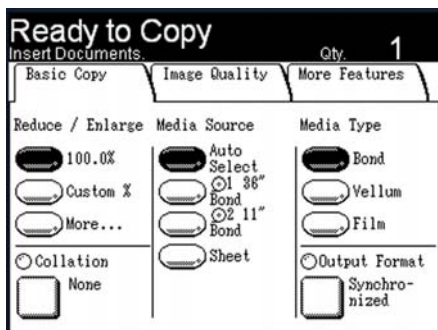 Ready to Copy
Insert Documents.
Qty. 1
Basic Copy
Image Quality
More Features
Reduce / Enlarge
100.0%
Custom %
More...
Collation
None
Media Source
Auto
Select
1 36"
Bond
2 11"
Bond
Sheet
Media Type
Bond
Vellum
Film
Output Format
Synchro-
nized